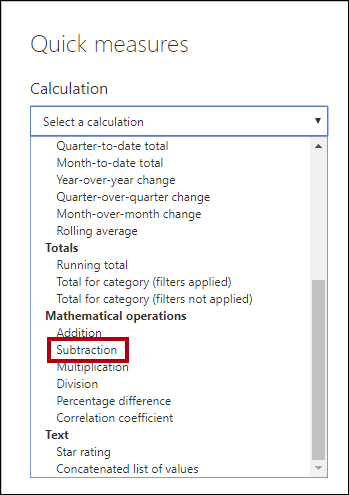 Quick measures
Calculation
Select a calculation
Quarter-to-date total
Month-to-date total
Year-over-year change
Quarter-over-quarter change
Month-over-month change
Rolling average
Totals
Running total
Total for category (filters applied)
Total for category (filters not applied)
Mathematical operations
Addition
Subtraction
Multiplication
Division
Percentage difference
Correlation coefficient
Text
Star rating
Concatenated list of values